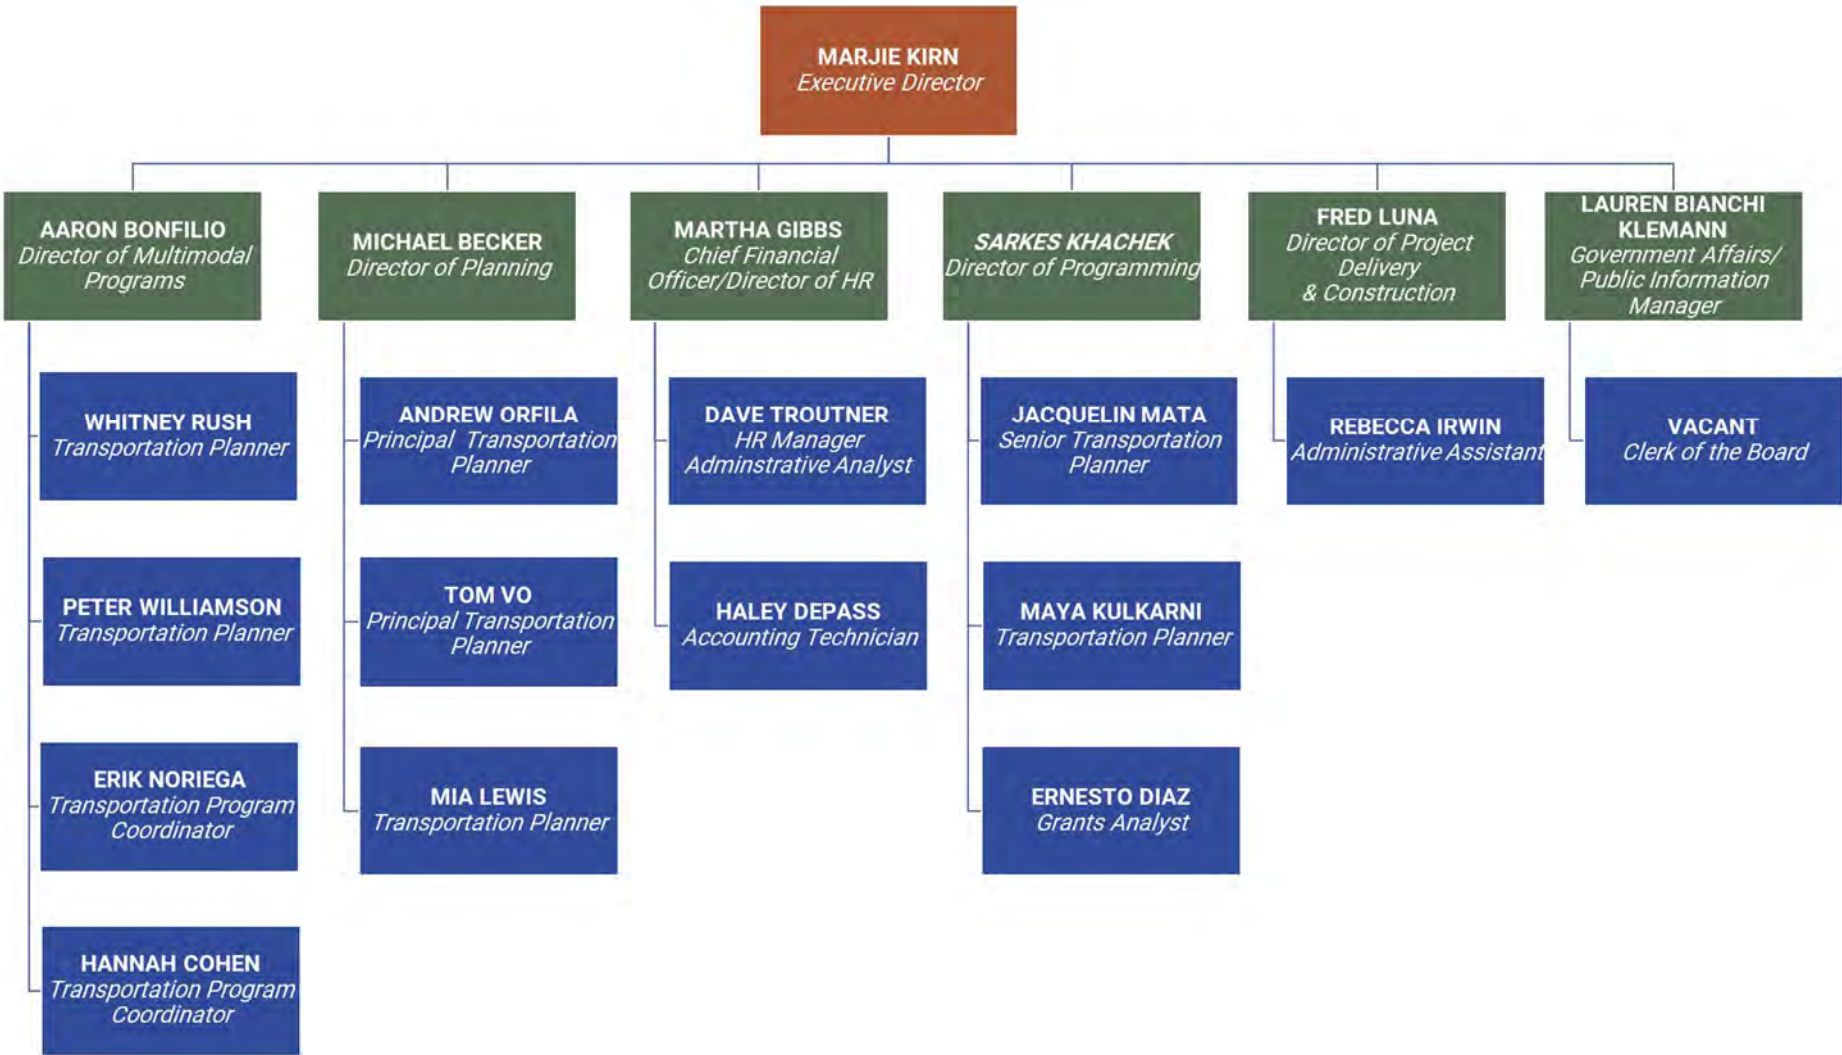 MARJIE KIRN
Executive Director
AARON BONFILIO
Director of Multimodal
Programs
MICHAEL BECKER
Director of Planning
MARTHA GIBBS
Chief Financial
Officer/Director of HR
SARKES KHACHEK
Director of Programming
FRED LUNA
Director of Project
Delivery
& Construction
LAUREN BIANCHI
KLEMANN
Government Affairs/
Public Information
Manager
WHITNEY RUSH
Transportation Planner
ANDREW ORFILA
Principal Transportation
Planner
DAVE TROUTNER
HR Manager
Adminstrative Analyst
JACQUELIN MATA
Senior Transportation
Planner
REBECCA IRWIN
Administrative Assistant
VACANT
Clerk of the Board
PETER WILLIAMSON
Transportation Planner
TOM VO
Principal Transportation
Planner
HALEY DEPASS
Accounting Technician
MAYA KULKARNI
Transportation Planner
ERIK NORIEGA
Transportation Program
Coordinator
MIA LEWIS
Transportation Planner
ERNESTO DIAZ
Grants Analyst
HANNAH COHEN
Transportation Program
Coordinator